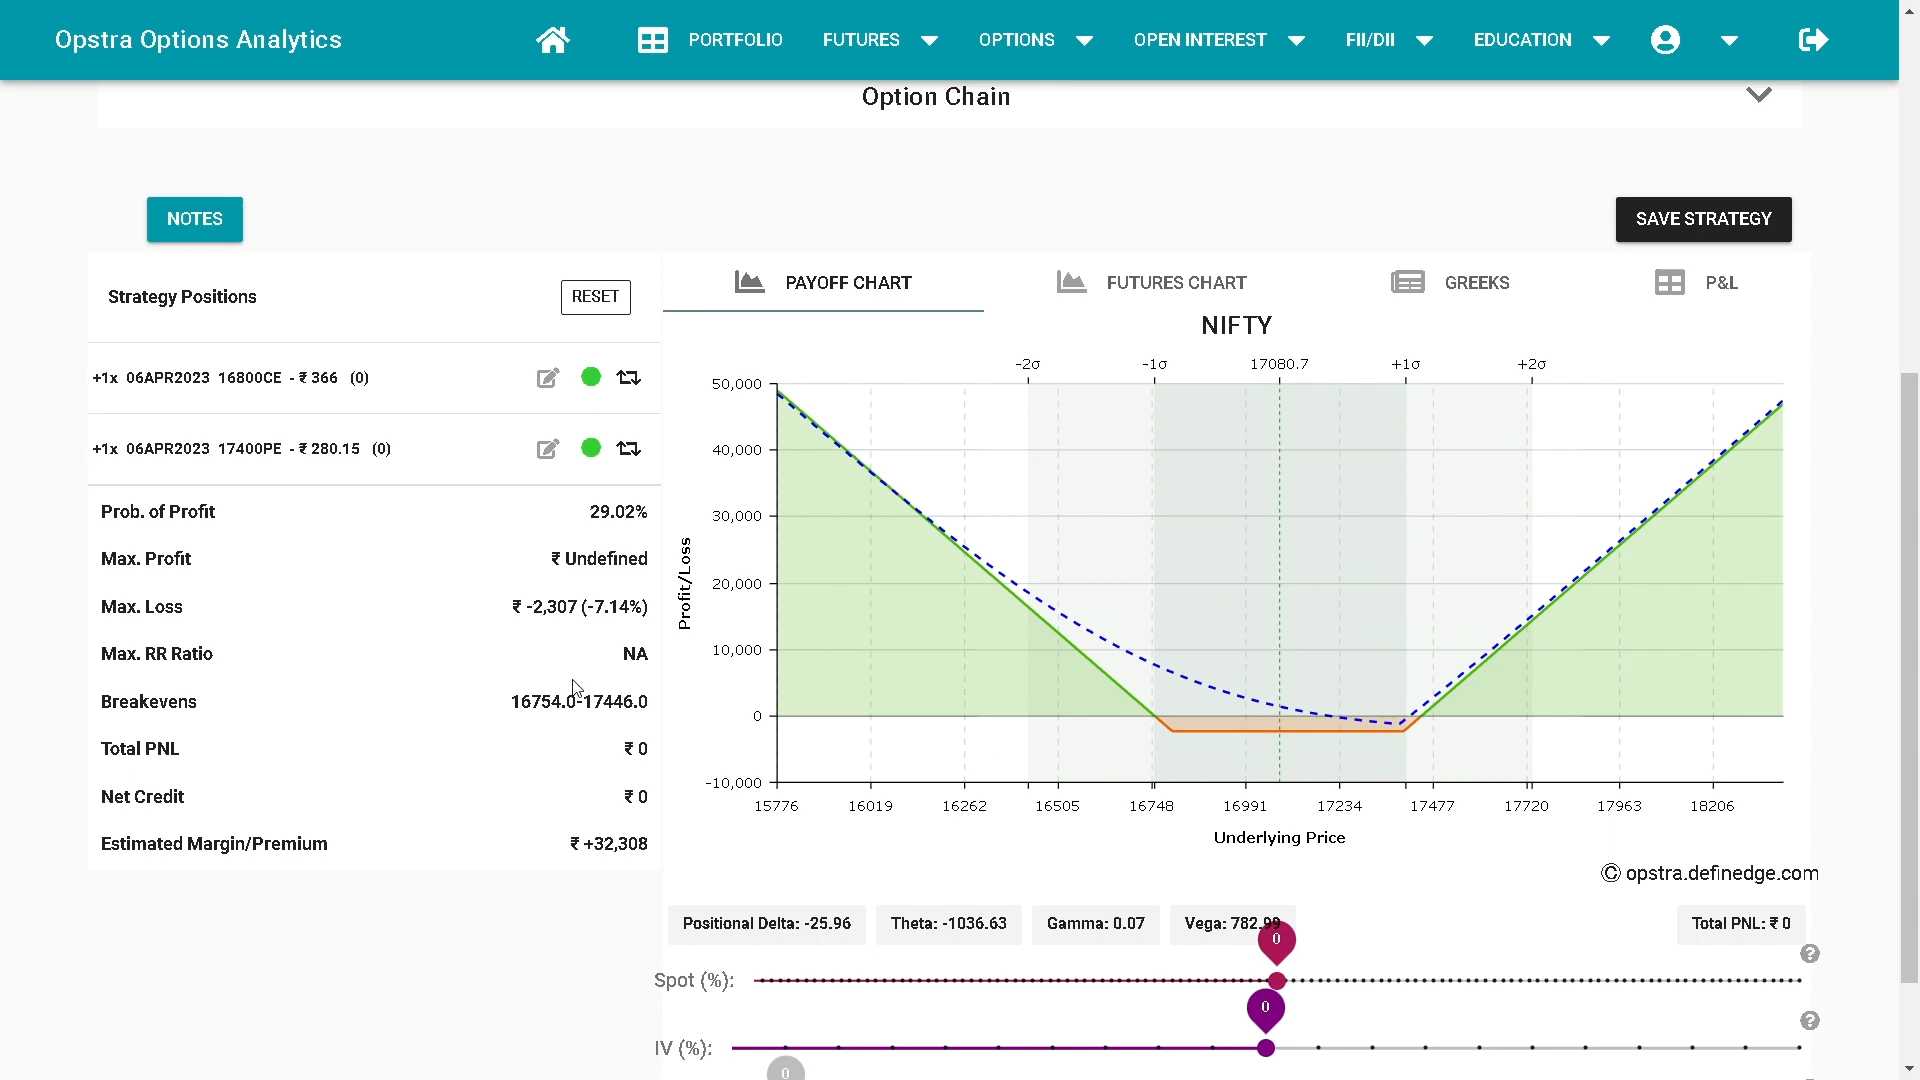 Opstra Options Analytics
PORTFOLIO
FUTURES
OPTIONS
OPEN INTEREST
FII/DII
EDUCATION
Option Chain
NOTES
SAVE STRATEGY
Strategy Positions
RESET
+1x 06APR2023 16800CE - ₹ 366 (0)
+1x 06APR2023 17400PE - ₹ 280.15 (0)
Prob. of Profit 29.02%
Max. Profit ₹ Undefined
Max. Loss ₹ -2,307 (-7.14%)
Max. RR Ratio NA
Breakevens 16754.0-17446.0
Total PNL ₹ 0
Net Credit ₹ 0
Estimated Margin/Premium ₹ +32,308
PAYOFF CHART
FUTURES CHART
GREEKS
P&L
NIFTY
-2σ -1σ 17080.7 +1σ +2σ
50,000
40,000
30,000
20,000
10,000
0
-10,000
Profit/Loss
15776 16019 16262 16505 16748 16991 17234 17477 17720 17963 18206
Underlying Price
© opstra.definedge.com
Positional Delta: -25.96
Theta: -1036.63
Gamma: 0.07
Vega: 782.99
Total PNL: ₹ 0
0
?
Spot (%):
0
?
IV (%):
0